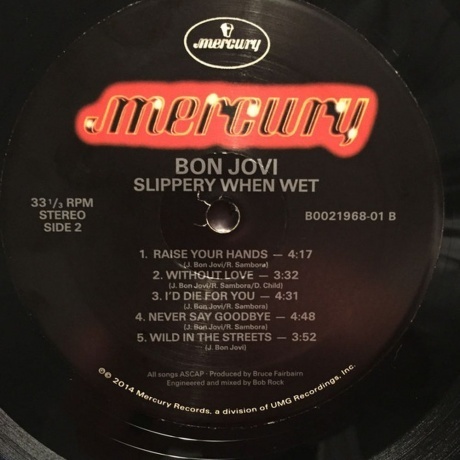 mercury
mercury
BON JOVI
SLIPPERY WHEN WET
33 1/3 RPM
STEREO
SIDE 2
B0021968-01 B
1. RAISE YOUR HANDS — 4:17
(J. Bon Jovi/R. Sambora)
2. WITHOUT LOVE — 3:32
(J. Bon Jovi/R. Sambora/D. Child)
3. I'D DIE FOR YOU — 4:31
(J. Bon Jovi/R. Sambora)
4. NEVER SAY GOODBYE — 4:48
(J. Bon Jovi/R. Sambora)
5. WILD IN THE STREETS — 3:52
(J. Bon Jovi)
All songs ASCAP · Produced by Bruce Fairbairn
Engineered and mixed by Bob Rock
℗© 2014 Mercury Records, a division of UMG Recordings, Inc.